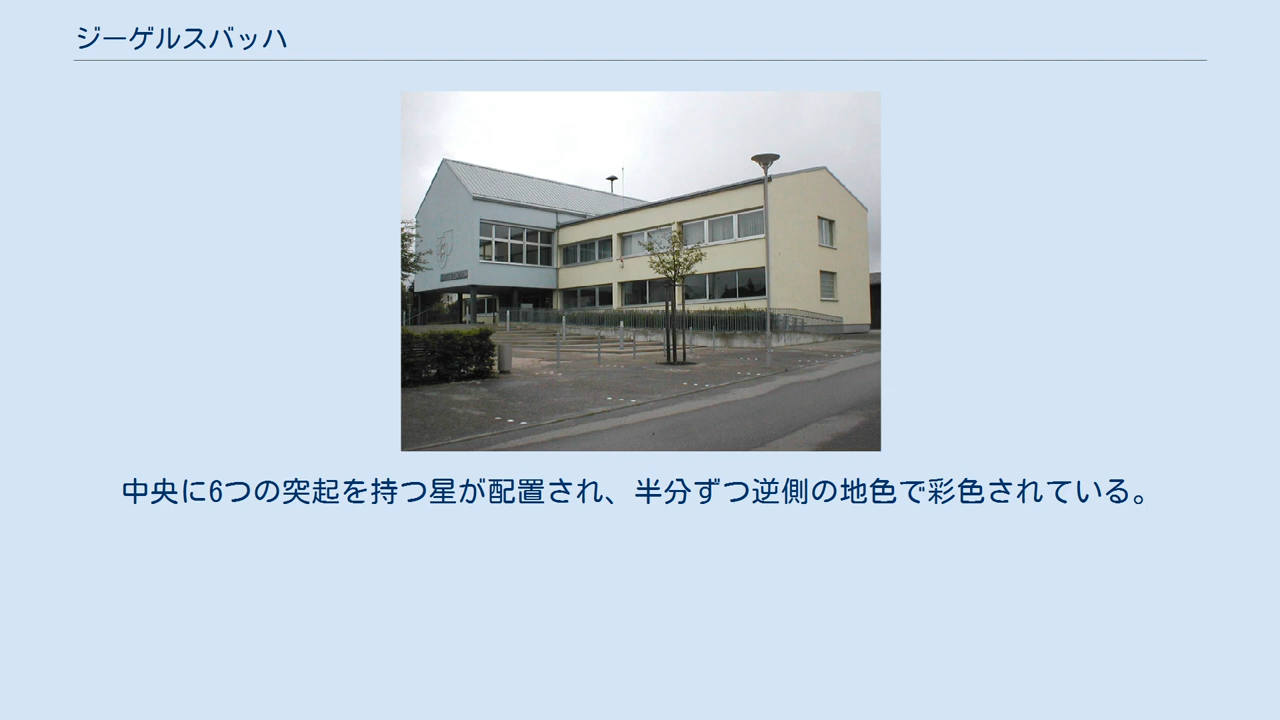 ジーゲルスバッハ
中央に6つの突起を持つ星が配置され、半分ずつ逆側の地色で彩色されている。